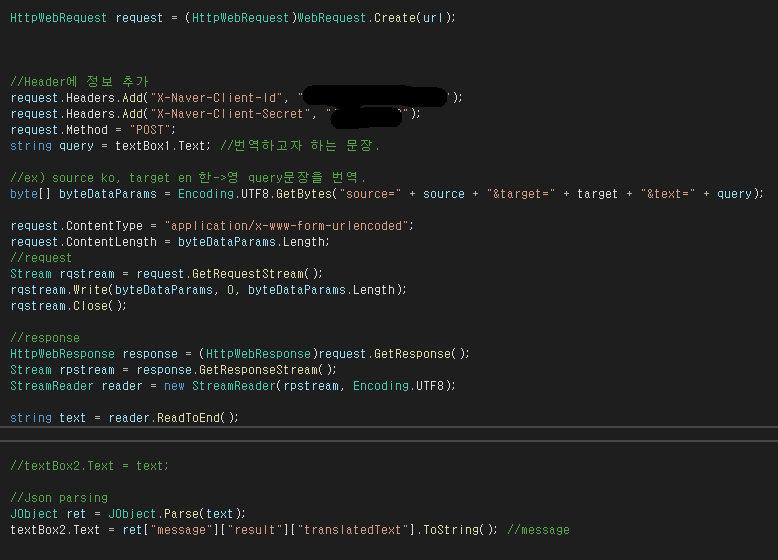 HttpWebRequest request = (HttpWebRequest)WebRequest.Create(url);
//Header에 정보 추가
request.Headers.Add("X-Naver-Client-Id", "");
request.Headers.Add("X-Naver-Client-Secret", "");
request.Method = "POST";
string query = textBox1.Text; //번역하고자 하는 문장.
//ex) source ko, target en 한->영 query문장을 번역.
byte[] byteDataParams = Encoding.UTF8.GetBytes("source=" + source + "&target=" + target + "&text=" + query);
request.ContentType = "application/x-www-form-urlencoded";
request.ContentLength = byteDataParams.Length;
//request
Stream rqstream = request.GetRequestStream();
rqstream.Write(byteDataParams, 0, byteDataParams.Length);
rqstream.Close();
//response
HttpWebResponse response = (HttpWebResponse)request.GetResponse();
Stream rpstream = response.GetResponseStream();
StreamReader reader = new StreamReader(rpstream, Encoding.UTF8);
string text = reader.ReadToEnd();
//textBox2.Text = text;
//Json parsing
JObject ret = JObject.Parse(text);
textBox2.Text = ret["message"]["result"]["translatedText"].ToString(); //message